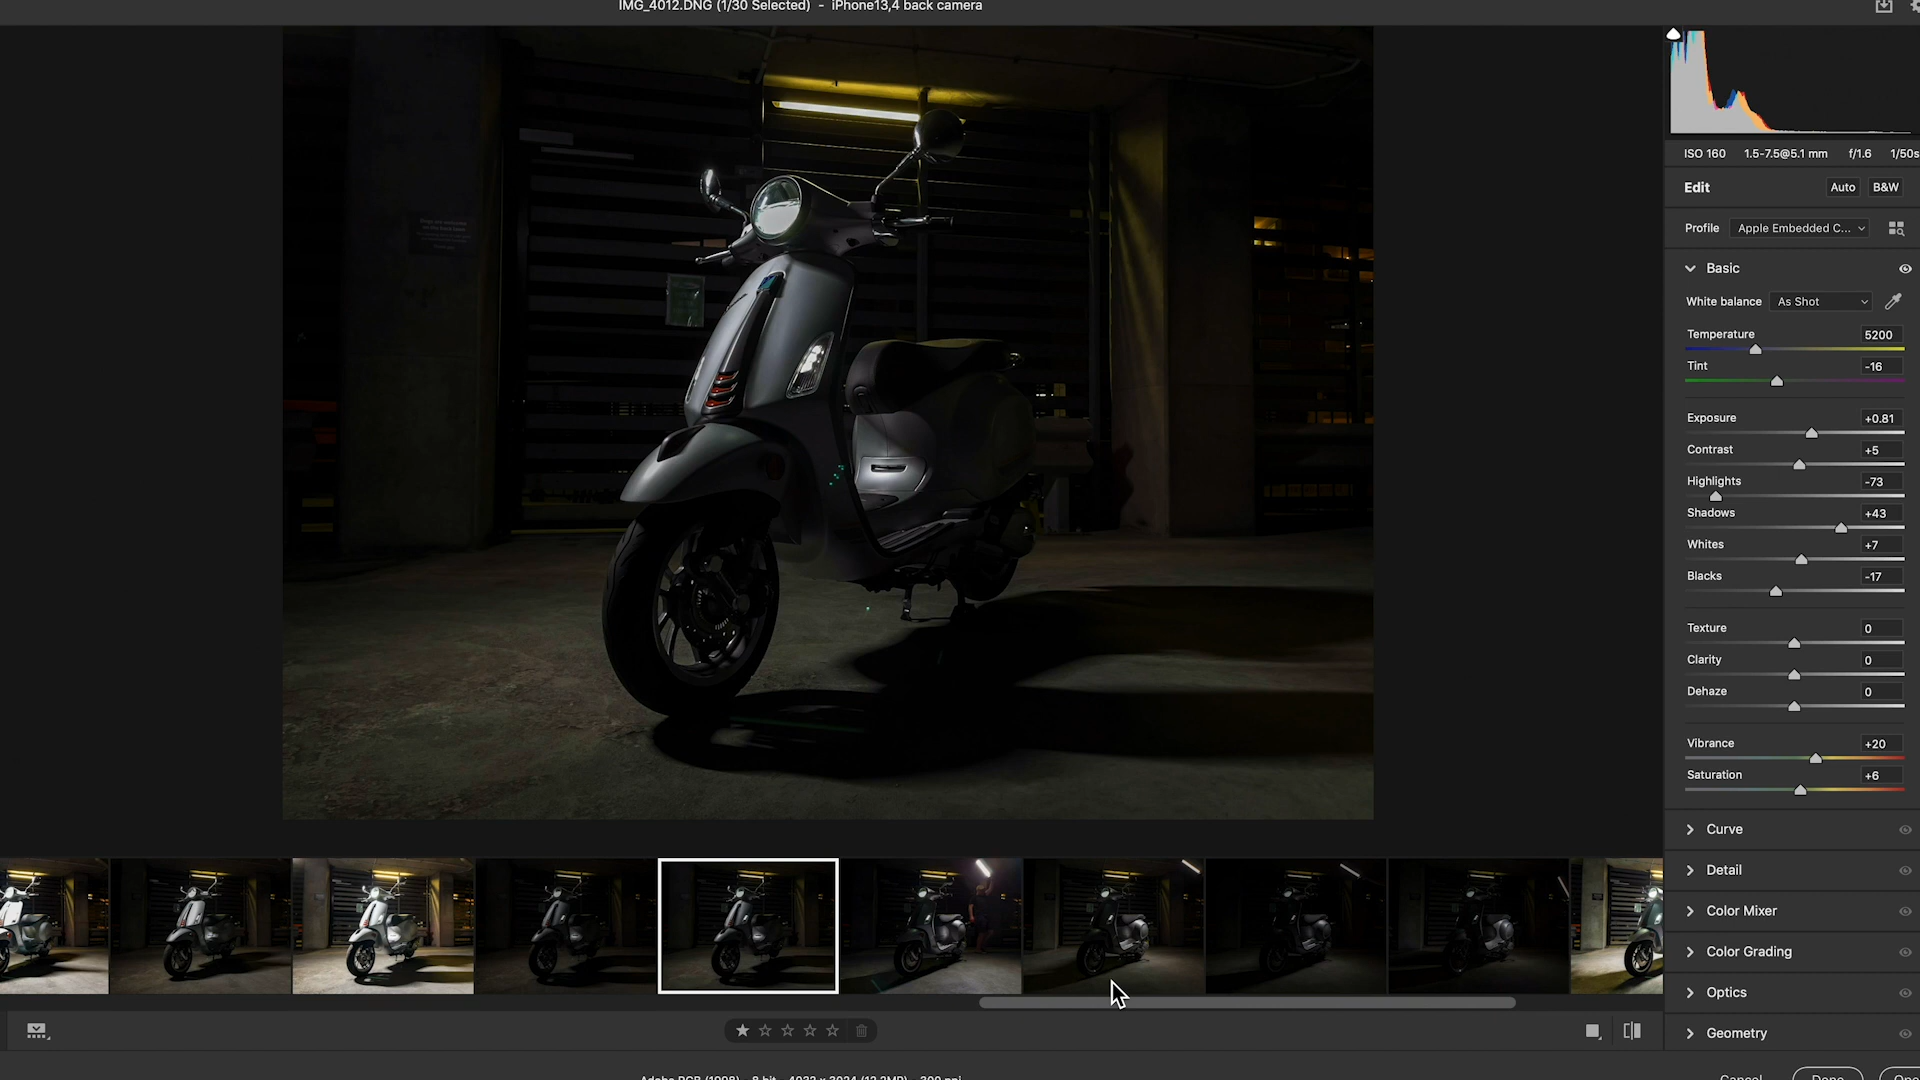 IMG_4012.DNG (1/30 Selected) - iPhone13,4 back camera
ISO 160 1.5-7.5@5.1 mm f/1.6 1/50s
Edit Auto B&W
Profile Apple Embedded C...
Basic
White balance As Shot
Temperature 5200
Tint -16
Exposure +0.81
Contrast +5
Highlights -73
Shadows +43
Whites +7
Blacks -17
Texture 0
Clarity 0
Dehaze 0
Vibrance +20
Saturation +6
Curve
Detail
Color Mixer
Color Grading
Optics
Geometry
Cancel Done